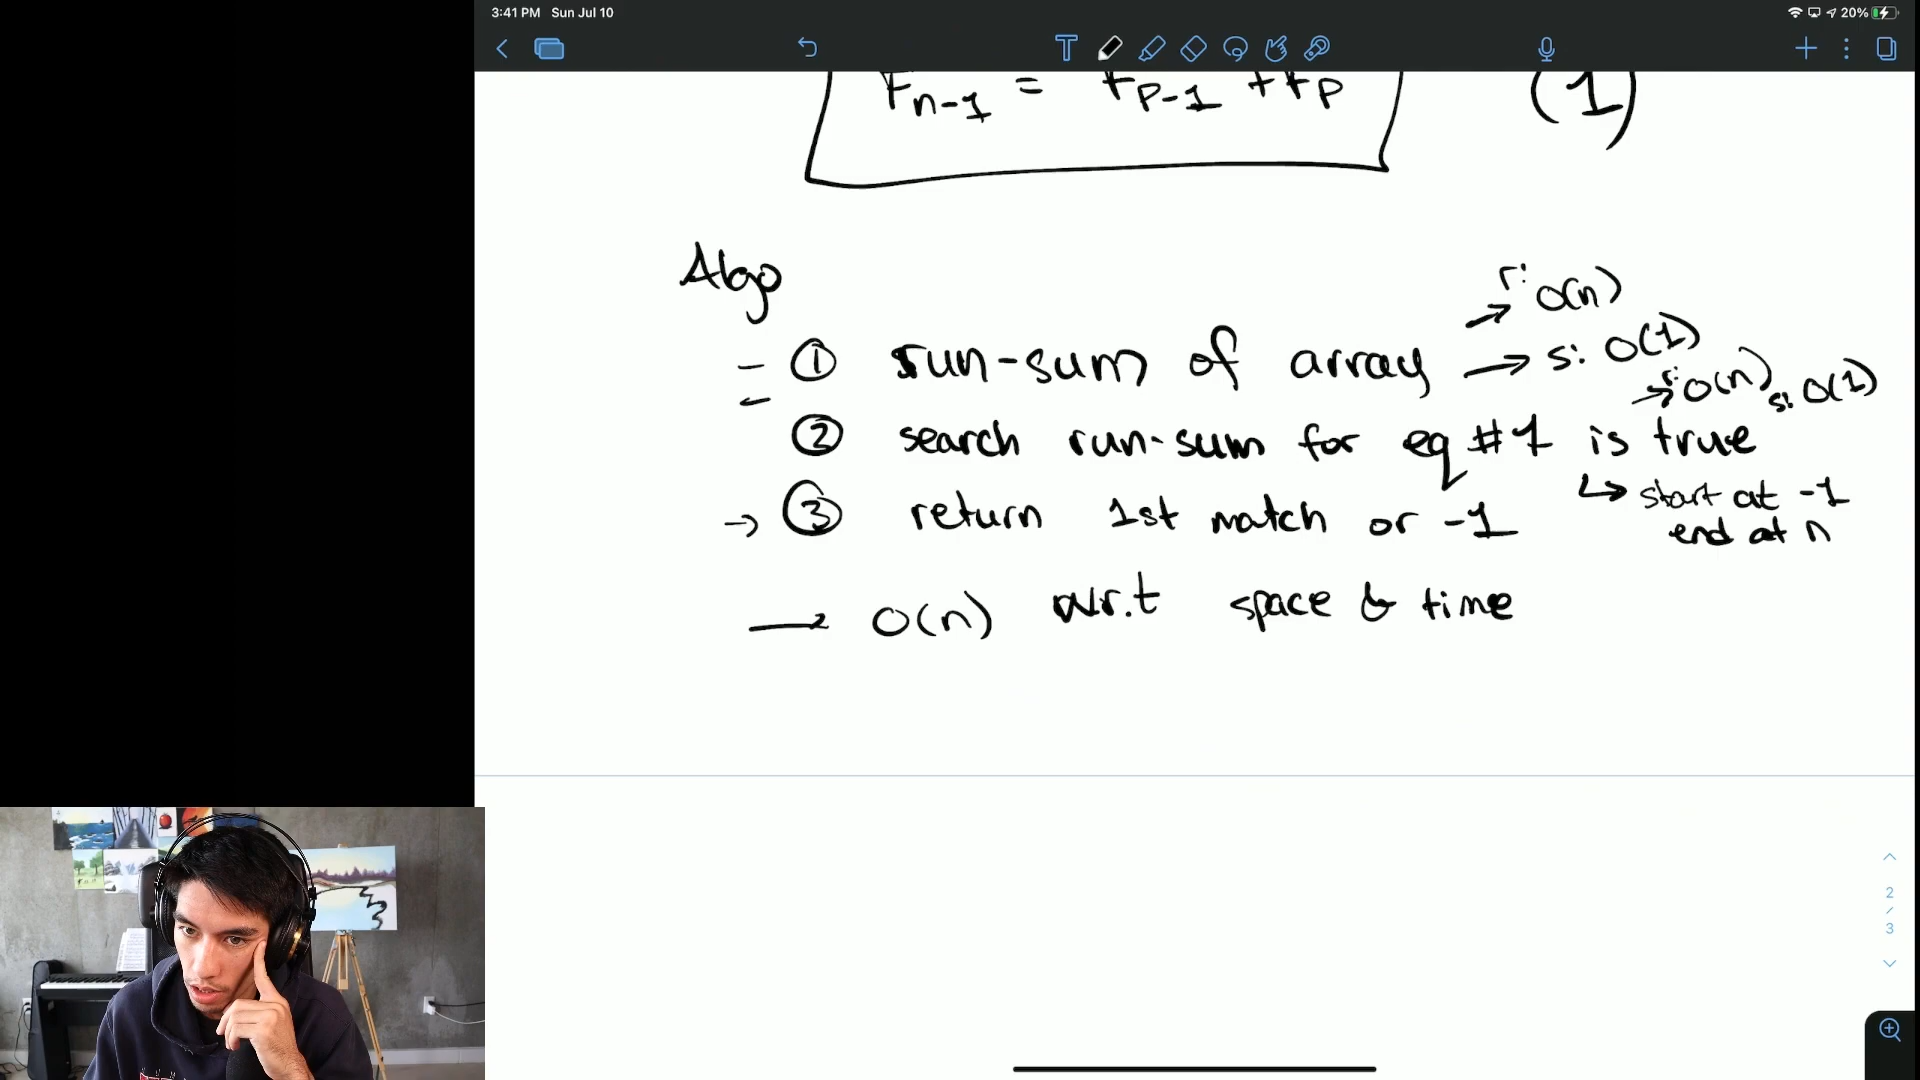 3:41 PM Sun Jul 10
20%
T
Fn-1 = Fp-1 + Fp
(1)
Algo
① run-sum of array
→ r: O(n)
→ s: O(1)
② search run-sum for eq #1 is true
→ r: O(n) s: O(1)
↳ start at -1
end at n
→ ③ return 1st match or -1
→ O(n) w.r.t space & time
2
/
3